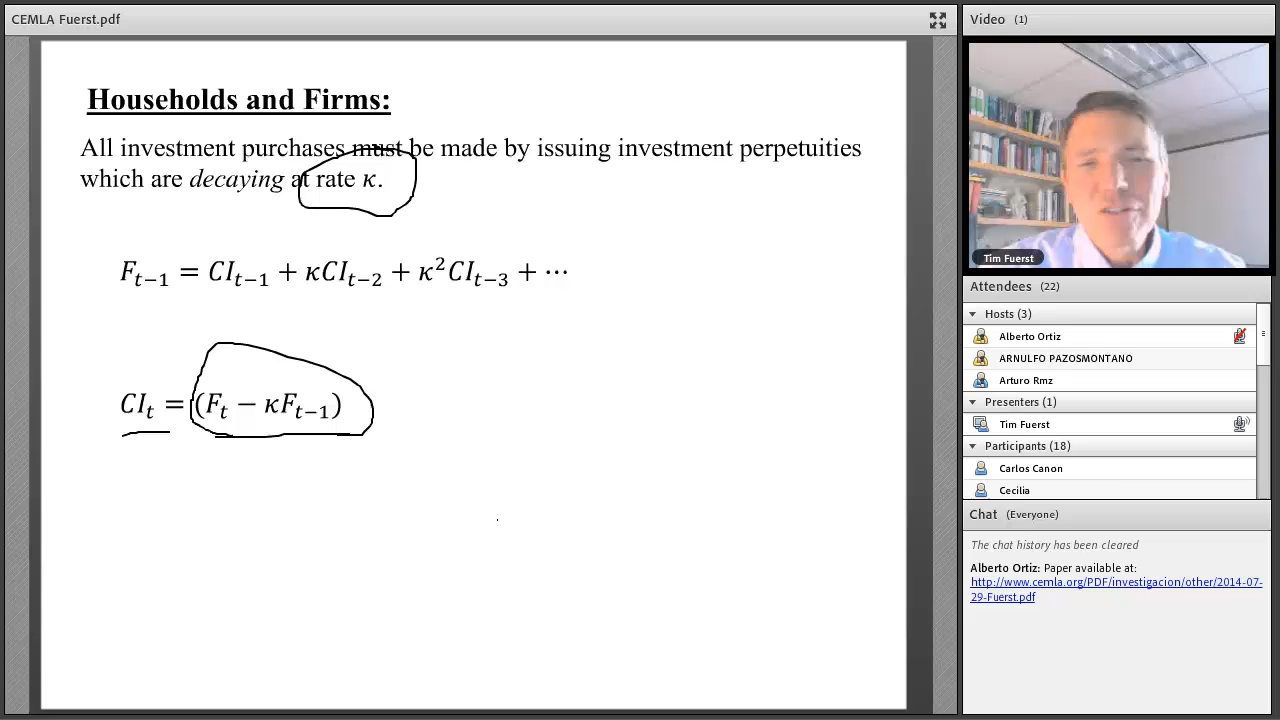 CEMLA Fuerst.pdf
Households and Firms:
All investment purchases must be made by issuing investment perpetuities
which are decaying at rate κ.
F_{t−1} = CI_{t−1} + κCI_{t−2} + κ²CI_{t−3} + ⋯
CI_t = (F_t − κF_{t−1})
Video (1)
Tim Fuerst
Attendees (22)
Hosts (3)
Alberto Ortiz
ARNULFO PAZOSMONTANO
Arturo Rmz
Presenters (1)
Tim Fuerst
Participants (18)
Carlos Canon
Cecilia
Chat (Everyone)
The chat history has been cleared
Alberto Ortiz: Paper available at:
http://www.cemla.org/PDF/investigacion/other/2014-07-
29-Fuerst.pdf